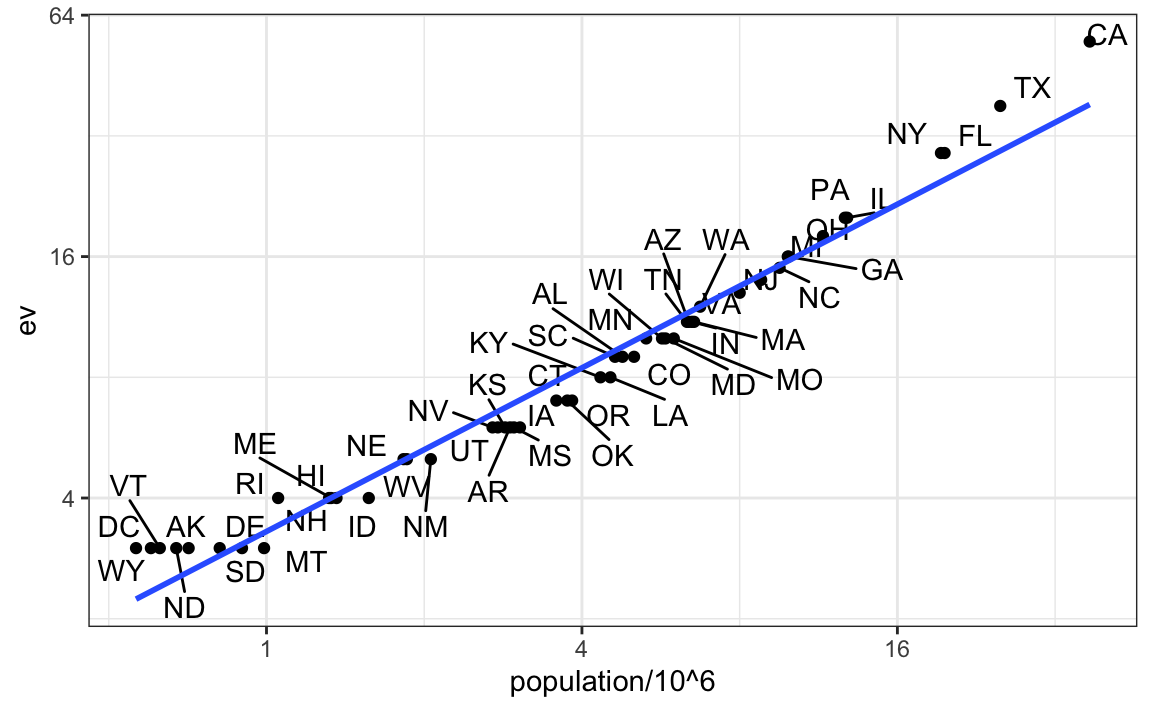 64
CA
TX
NY FL
PA
IL
OH
AZ WA
MI
16
GA
WI TN NJ
AL NC
VA
MN
SC MA
KY IN
CT CO MD MO
KS
NV IA OR LA
ME NE UT MS OK
VT RI HI WV AR
4
DC AK DE NH ID NM
WY SD MT
ND
1 4 16
ev
population/10^6